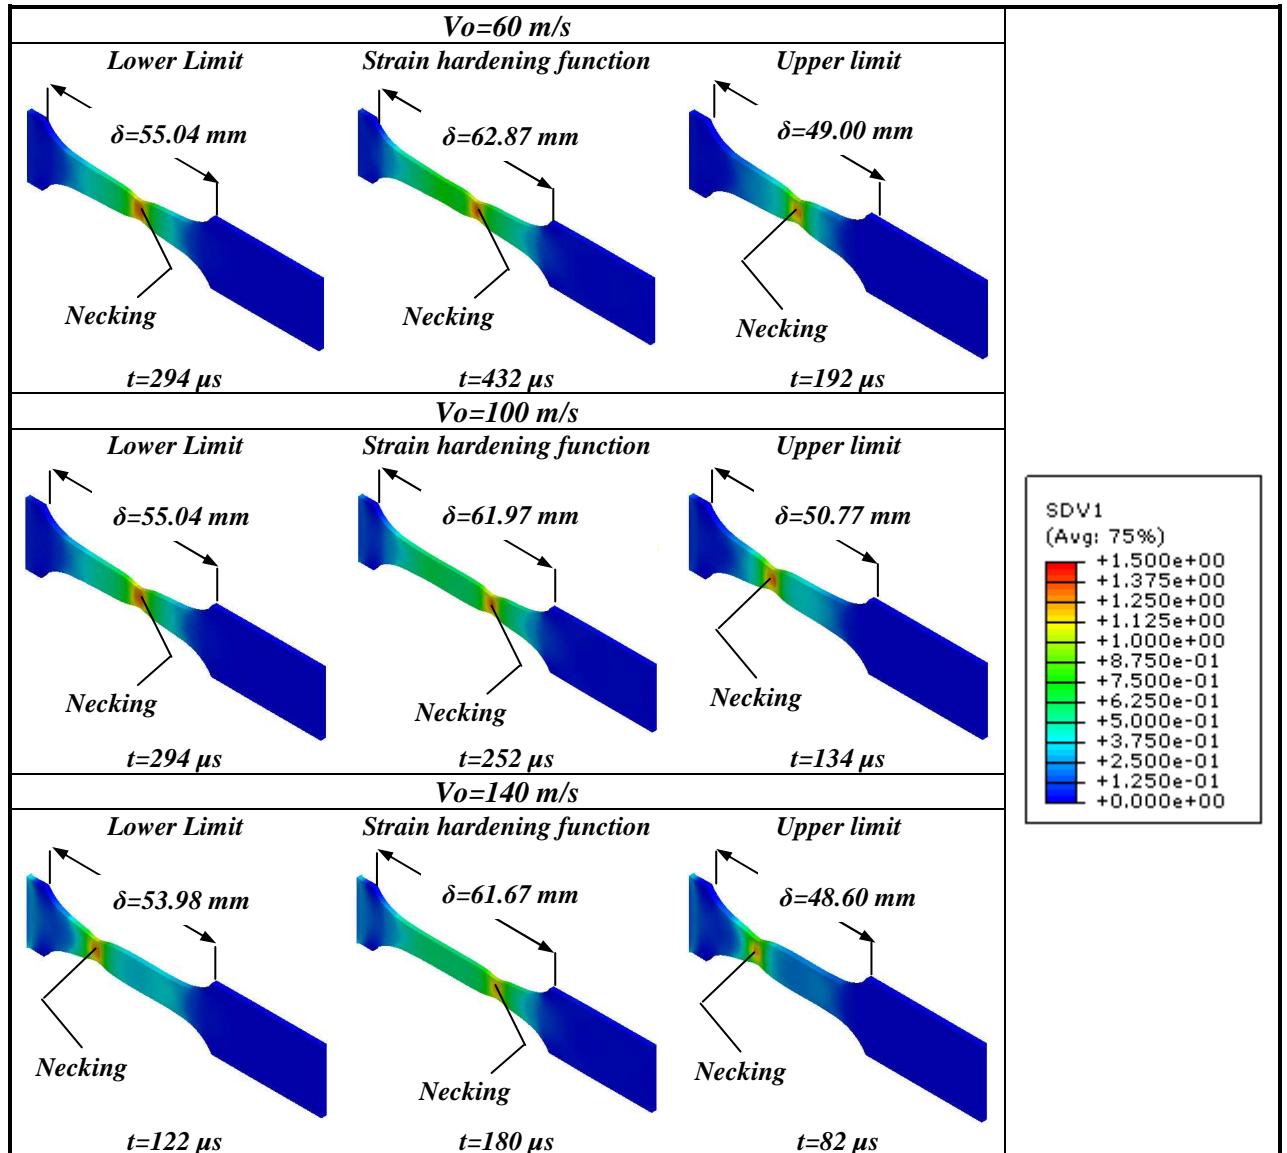 Vo=60 m/s
Lower Limit
Strain hardening function
Upper limit
δ=55.04 mm
δ=62.87 mm
δ=49.00 mm
Necking
Necking
Necking
t=294 µs
t=432 µs
t=192 µs
Vo=100 m/s
Lower Limit
Strain hardening function
Upper limit
δ=55.04 mm
δ=61.97 mm
δ=50.77 mm
Necking
Necking
Necking
t=294 µs
t=252 µs
t=134 µs
Vo=140 m/s
Lower Limit
Strain hardening function
Upper limit
δ=53.98 mm
δ=61.67 mm
δ=48.60 mm
Necking
Necking
Necking
t=122 µs
t=180 µs
t=82 µs
SDV1
(Avg: 75%)
+1.500e+00
+1.375e+00
+1.250e+00
+1.125e+00
+1.000e+00
+8.750e-01
+7.500e-01
+6.250e-01
+5.000e-01
+3.750e-01
+2.500e-01
+1.250e-01
+0.000e+00